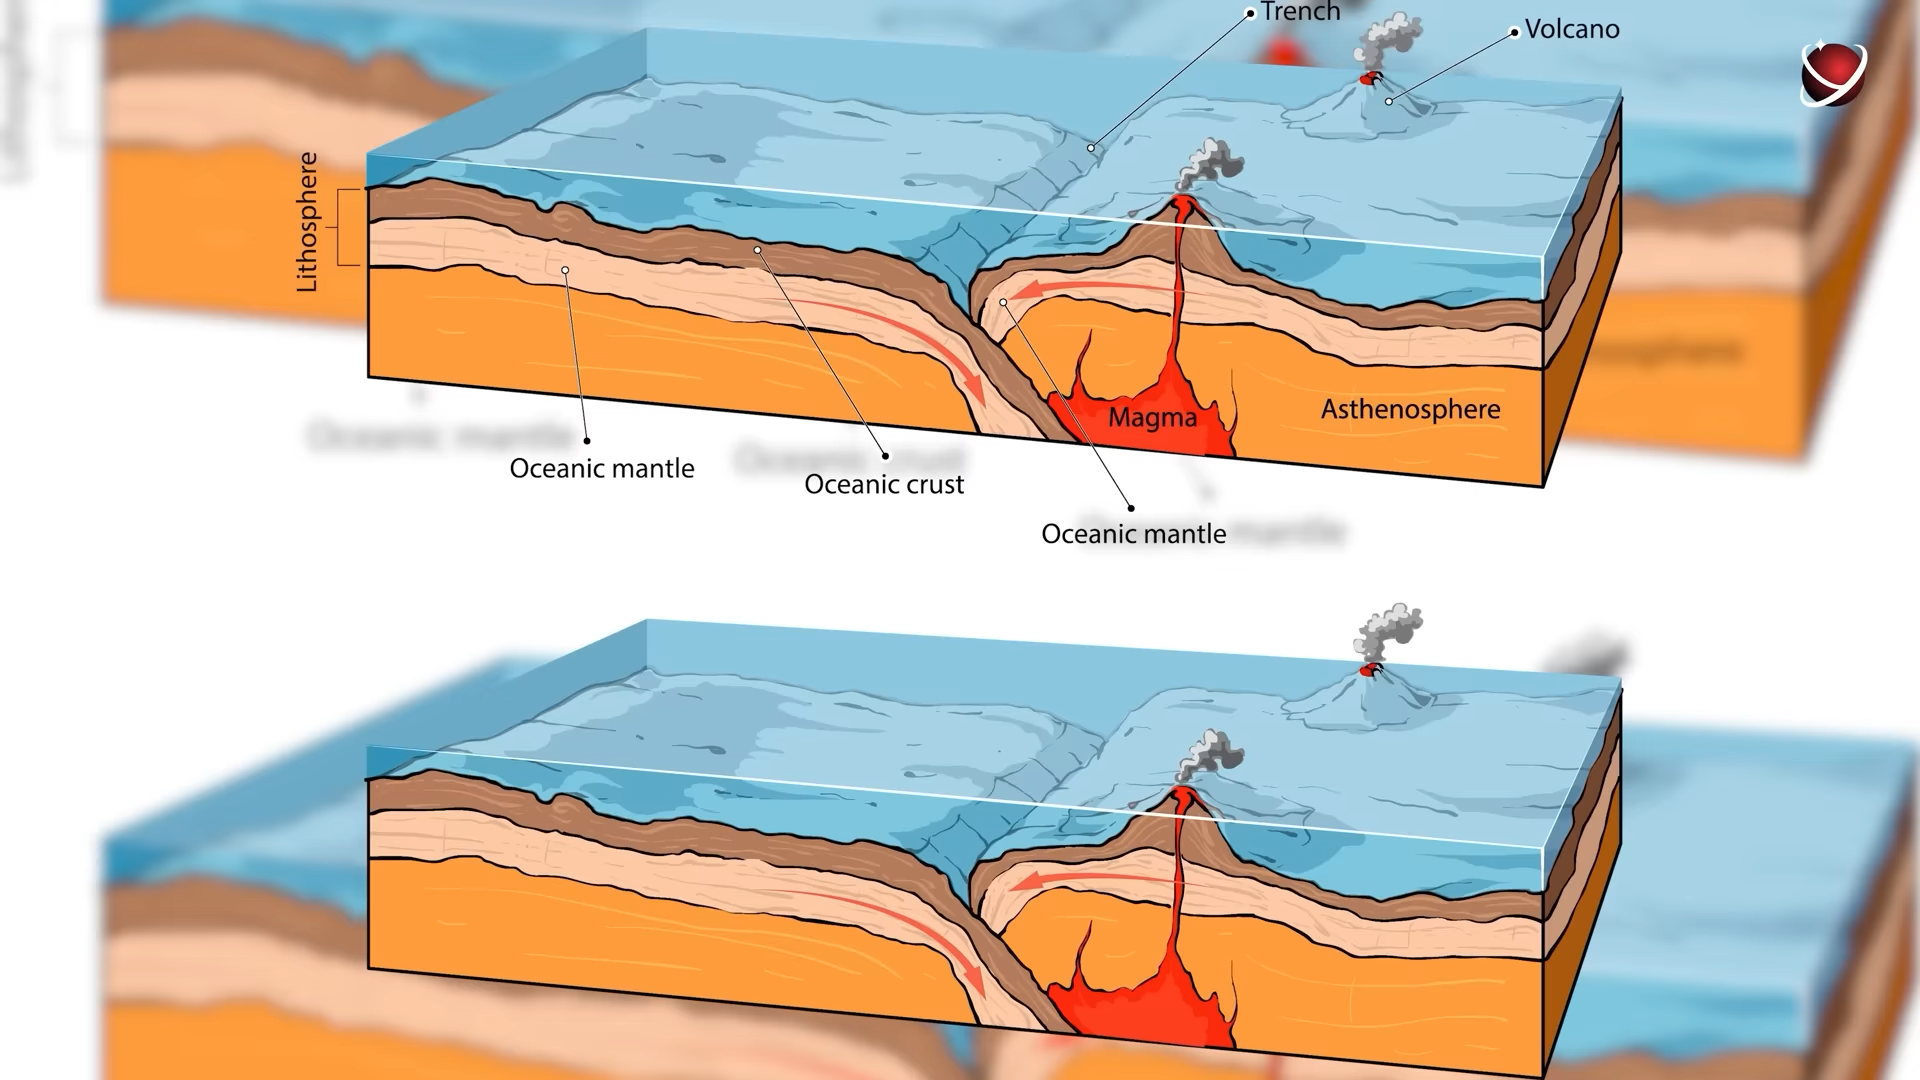 Trench
Volcano
Lithosphere
Magma
Asthenosphere
Oceanic mantle
Oceanic crust
Oceanic mantle